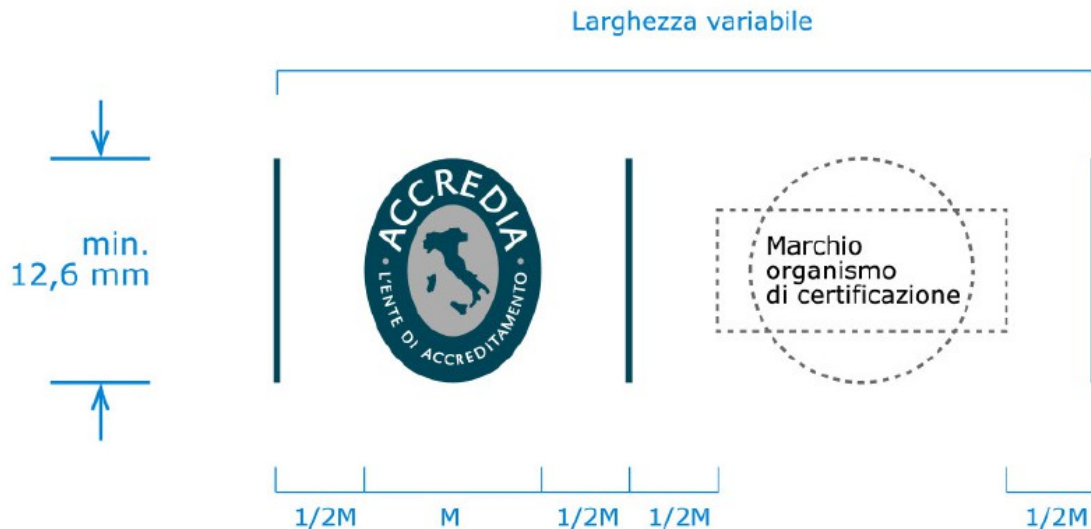 Larghezza variabile
min.
12,6 mm
ACCREDIA
• L'ENTE DI ACCREDITAMENTO •
Marchio
organismo
di certificazione
1/2M
M
1/2M
1/2M
1/2M